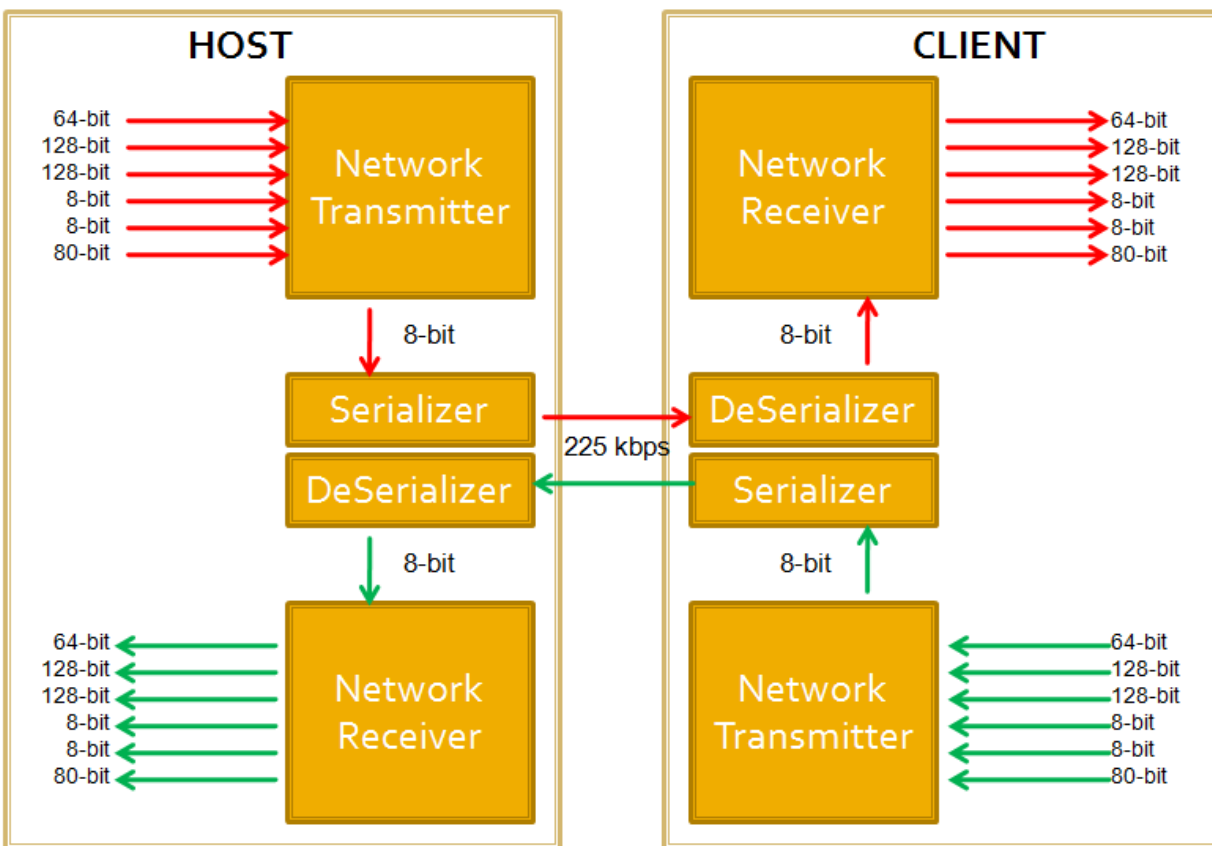 HOST
64-bit
128-bit
128-bit
8-bit
8-bit
80-bit
Network
Transmitter
8-bit
Serializer
DeSerializer
8-bit
Network
Receiver
64-bit
128-bit
128-bit
8-bit
8-bit
80-bit
225 kbps
CLIENT
Network
Receiver
64-bit
128-bit
128-bit
8-bit
8-bit
80-bit
8-bit
DeSerializer
Serializer
8-bit
Network
Transmitter
64-bit
128-bit
128-bit
8-bit
8-bit
80-bit